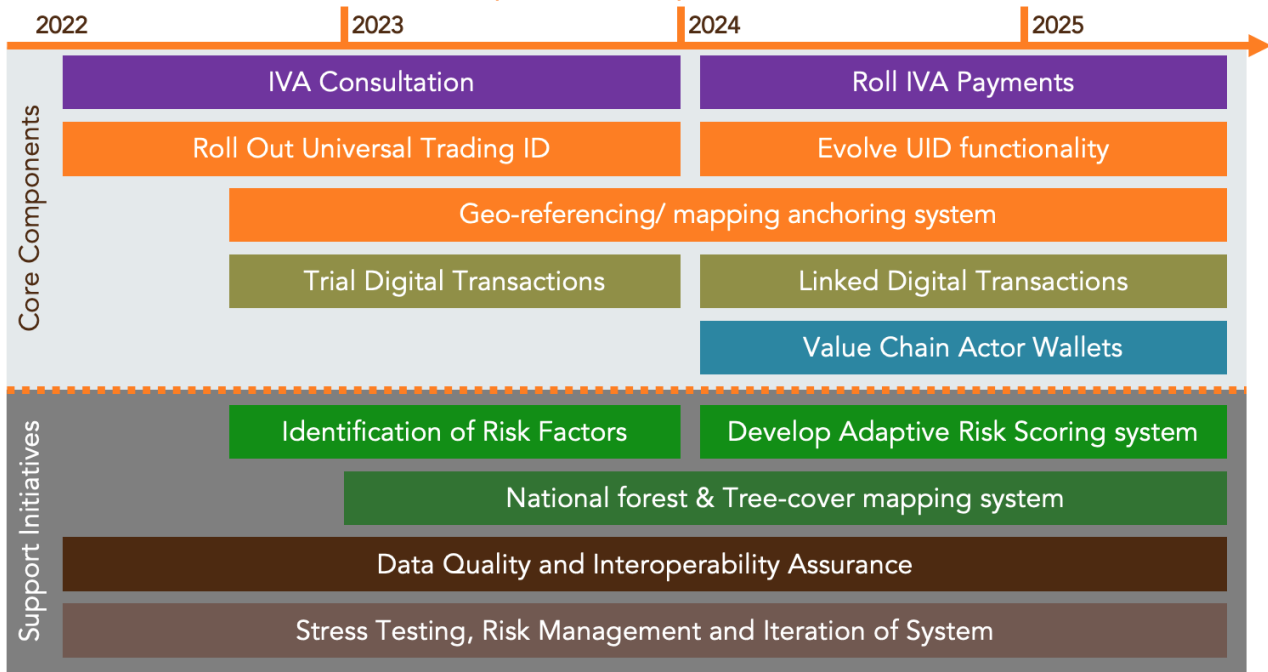 2022
2023
2024
2025
Core Components
IVA Consultation
Roll IVA Payments
Roll Out Universal Trading ID
Evolve UID functionality
Geo-referencing/ mapping anchoring system
Trial Digital Transactions
Linked Digital Transactions
Value Chain Actor Wallets
Support Initiatives
Identification of Risk Factors
Develop Adaptive Risk Scoring system
National forest & Tree-cover mapping system
Data Quality and Interoperability Assurance
Stress Testing, Risk Management and Iteration of System